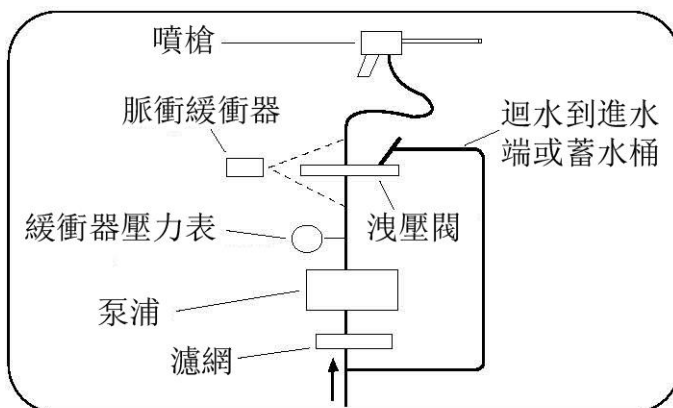 噴槍
脈衝緩衝器
迴水到進水
端或蓄水桶
緩衝器壓力表
洩壓閥
泵浦
濾網